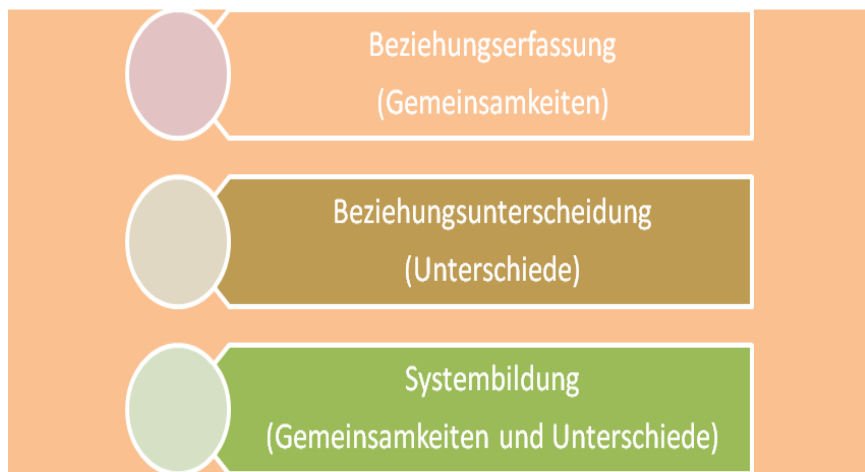 Beziehungserfassung
(Gemeinsamkeiten)
Beziehungsunterscheidung
(Unterschiede)
Systembildung
(Gemeinsamkeiten und Unterschiede)